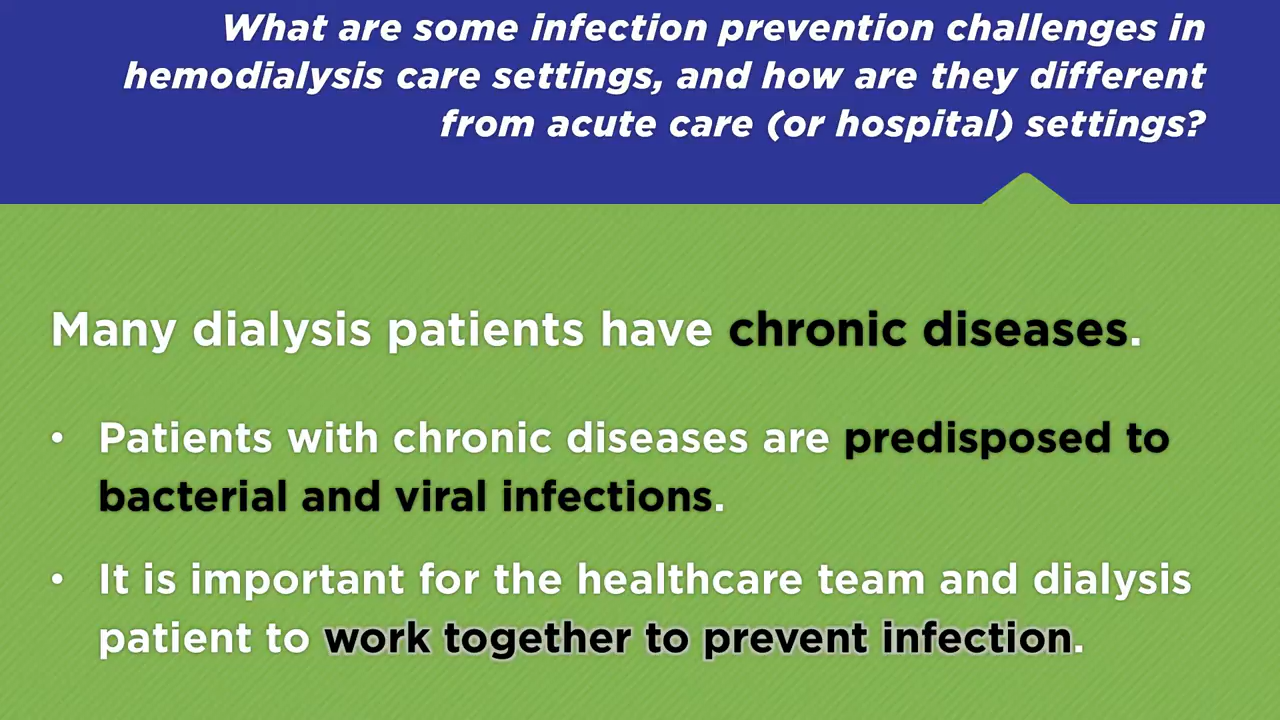 What are some infection prevention challenges in
hemodialysis care settings, and how are they different
from acute care (or hospital) settings?
Many dialysis patients have chronic diseases.
• Patients with chronic diseases are predisposed to
bacterial and viral infections.
• It is important for the healthcare team and dialysis
patient to work together to prevent infection.